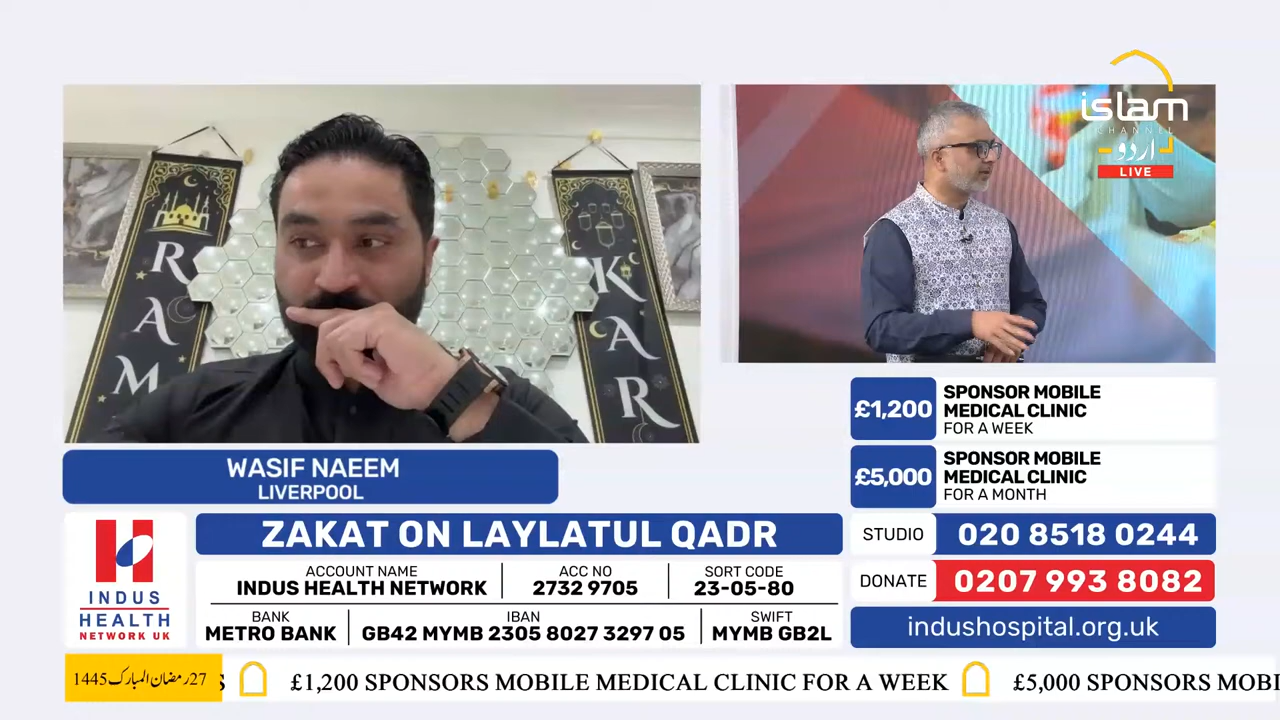 islam
CHANNEL
اردو
LIVE
RAM
KAR
WASIF NAEEM
LIVERPOOL
£1,200
SPONSOR MOBILE
MEDICAL CLINIC
FOR A WEEK
£5,000
SPONSOR MOBILE
MEDICAL CLINIC
FOR A MONTH
INDUS
HEALTH
NETWORK UK
ZAKAT ON LAYLATUL QADR
ACCOUNT NAME
INDUS HEALTH NETWORK
ACC NO
2732 9705
SORT CODE
23-05-80
BANK
METRO BANK
IBAN
GB42 MYMB 2305 8027 3297 05
SWIFT
MYMB GB2L
STUDIO 020 8518 0244
DONATE 0207 993 8082
indushospital.org.uk
27رمضان المبارک 1445
S £1,200 SPONSORS MOBILE MEDICAL CLINIC FOR A WEEK £5,000 SPONSORS MOBI